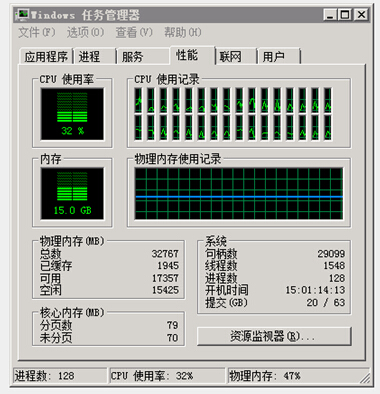 Windows 任务管理器
文件(F) 选项(O) 查看(V) 帮助(H)
应用程序 进程 服务 性能 联网 用户
CPU 使用率 CPU 使用记录
32 %
内存 物理内存使用记录
15.0 GB
物理内存(MB)
总数 32767
已缓存 1945
可用 17357
空闲 15425
核心内存(MB)
分页数 79
未分页 70
系统
句柄数 29099
线程数 1548
进程数 128
开机时间 15:01:14:13
提交(GB) 20 / 63
资源监视器(R)...
进程数: 128 CPU 使用率: 32% 物理内存: 47%